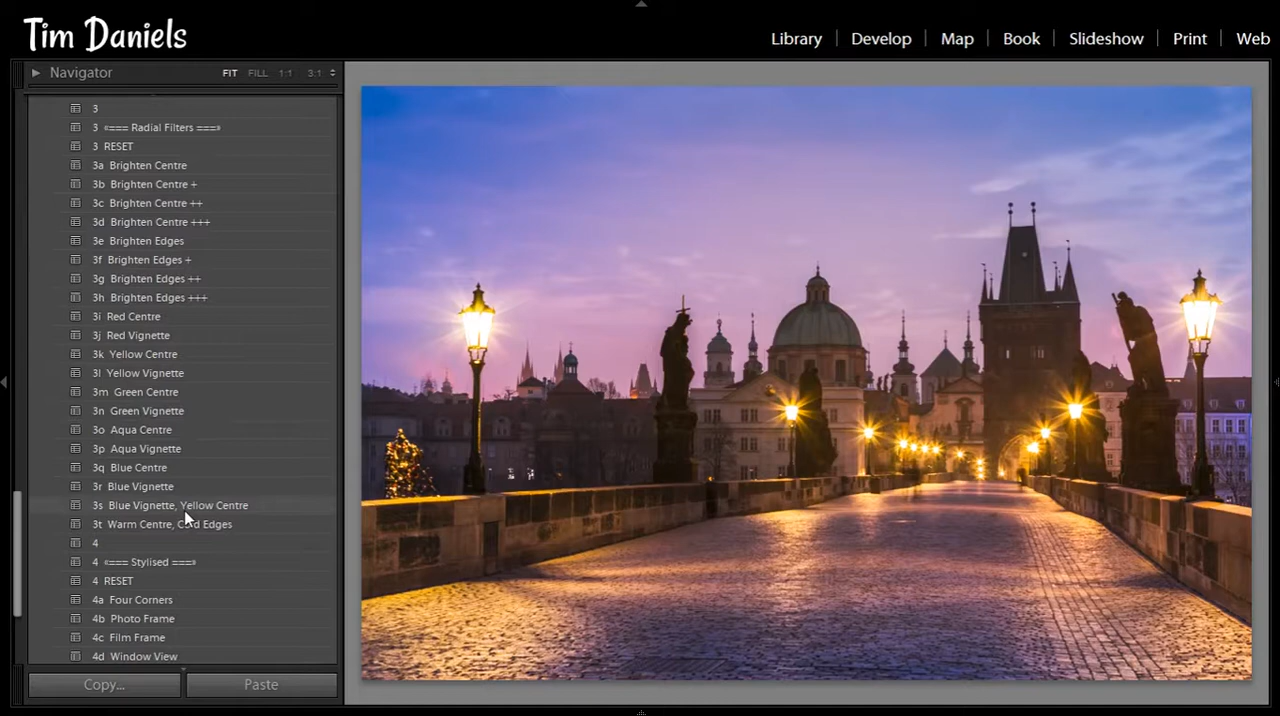 Tim Daniels
Library | Develop | Map | Book | Slideshow | Print | Web
Navigator FIT FILL 1:1 3:1
3
3 «=== Radial Filters ===»
3 RESET
3a Brighten Centre
3b Brighten Centre +
3c Brighten Centre ++
3d Brighten Centre +++
3e Brighten Edges
3f Brighten Edges +
3g Brighten Edges ++
3h Brighten Edges +++
3i Red Centre
3j Red Vignette
3k Yellow Centre
3l Yellow Vignette
3m Green Centre
3n Green Vignette
3o Aqua Centre
3p Aqua Vignette
3q Blue Centre
3r Blue Vignette
3s Blue Vignette, Yellow Centre
3t Warm Centre, Cold Edges
4
4 «=== Stylised ===»
4 RESET
4a Four Corners
4b Photo Frame
4c Film Frame
4d Window View
Copy... Paste